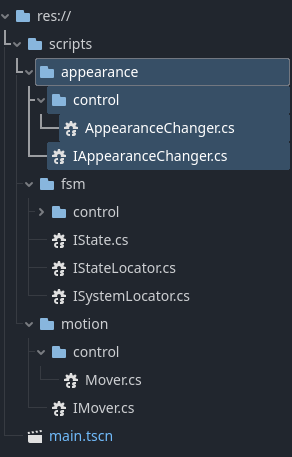 res://
scripts
appearance
control
AppearanceChanger.cs
IAppearanceChanger.cs
fsm
control
IState.cs
IStateLocator.cs
ISystemLocator.cs
motion
control
Mover.cs
IMover.cs
main.tscn